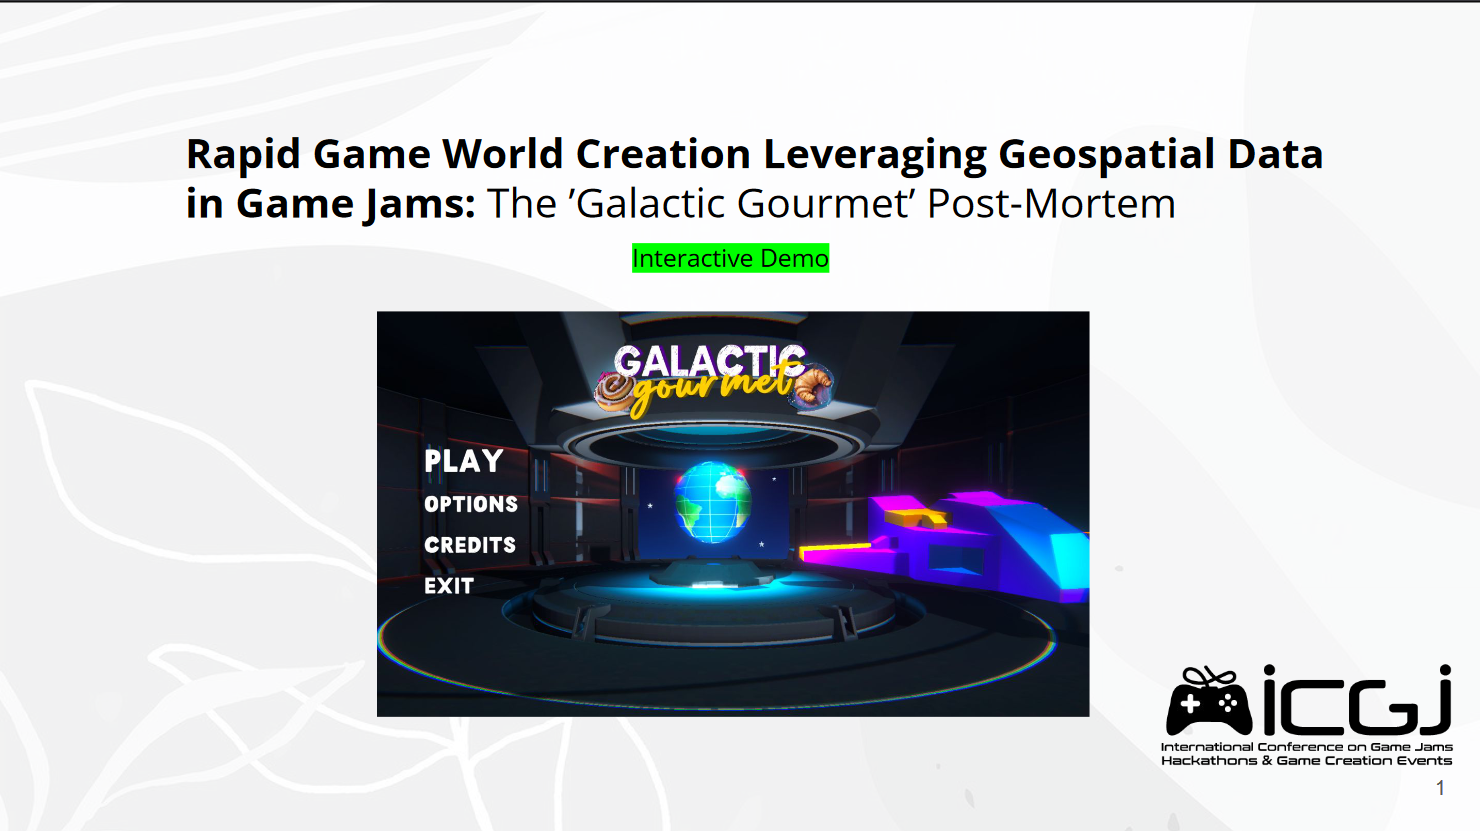 Rapid Game World Creation Leveraging Geospatial Data
in Game Jams: The ’Galactic Gourmet’ Post-Mortem
Interactive Demo
GALACTIC
gourmet
PLAY
OPTIONS
CREDITS
EXIT
iCGJ
International Conference on Game Jams
Hackathons & Game Creation Events
1